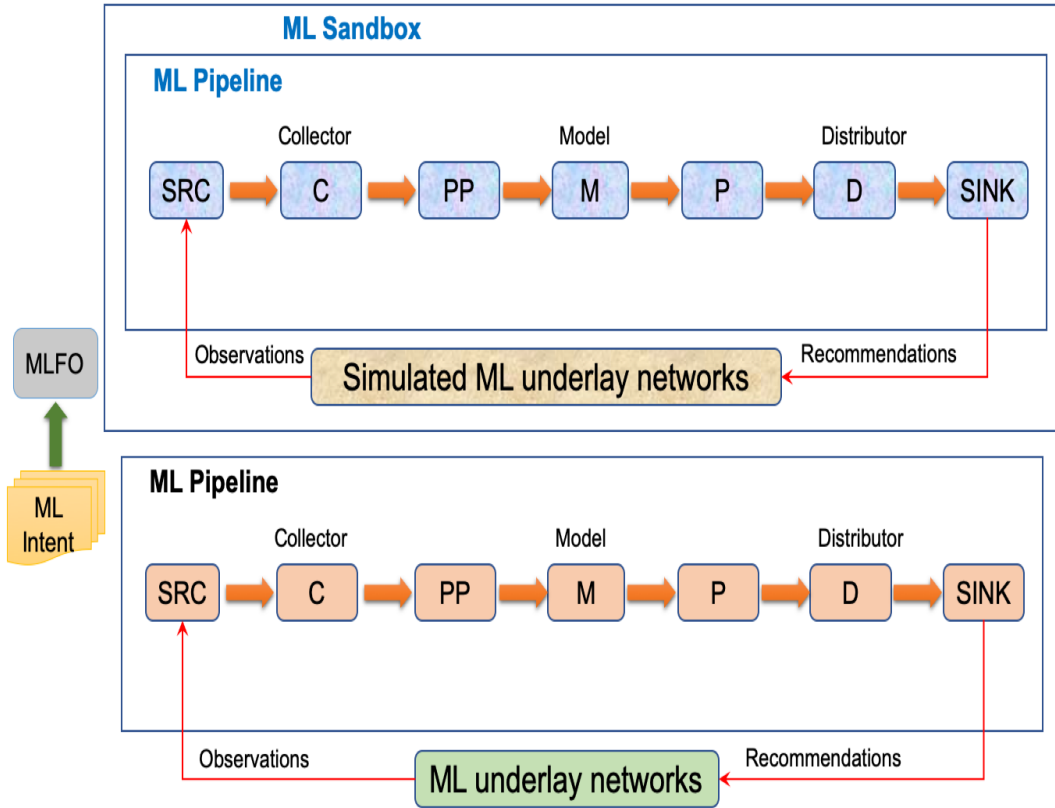 ML Sandbox
ML Pipeline
Collector
Model
Distributor
SRC
C
PP
M
P
D
SINK
Observations
Simulated ML underlay networks
Recommendations
MLFO
ML
Intent
ML Pipeline
Collector
Model
Distributor
SRC
C
PP
M
P
D
SINK
Observations
ML underlay networks
Recommendations